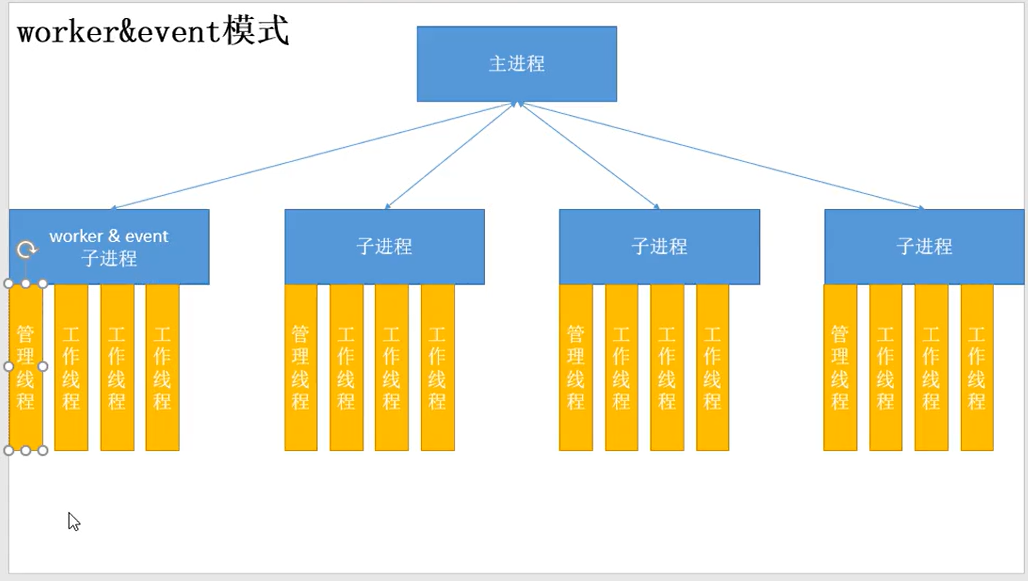 worker&event模式
主进程
worker & event
子进程
子进程
子进程
子进程
管理线程
工作线程
工作线程
工作线程
管理线程
工作线程
工作线程
工作线程
管理线程
工作线程
工作线程
工作线程
管理线程
工作线程
工作线程
工作线程